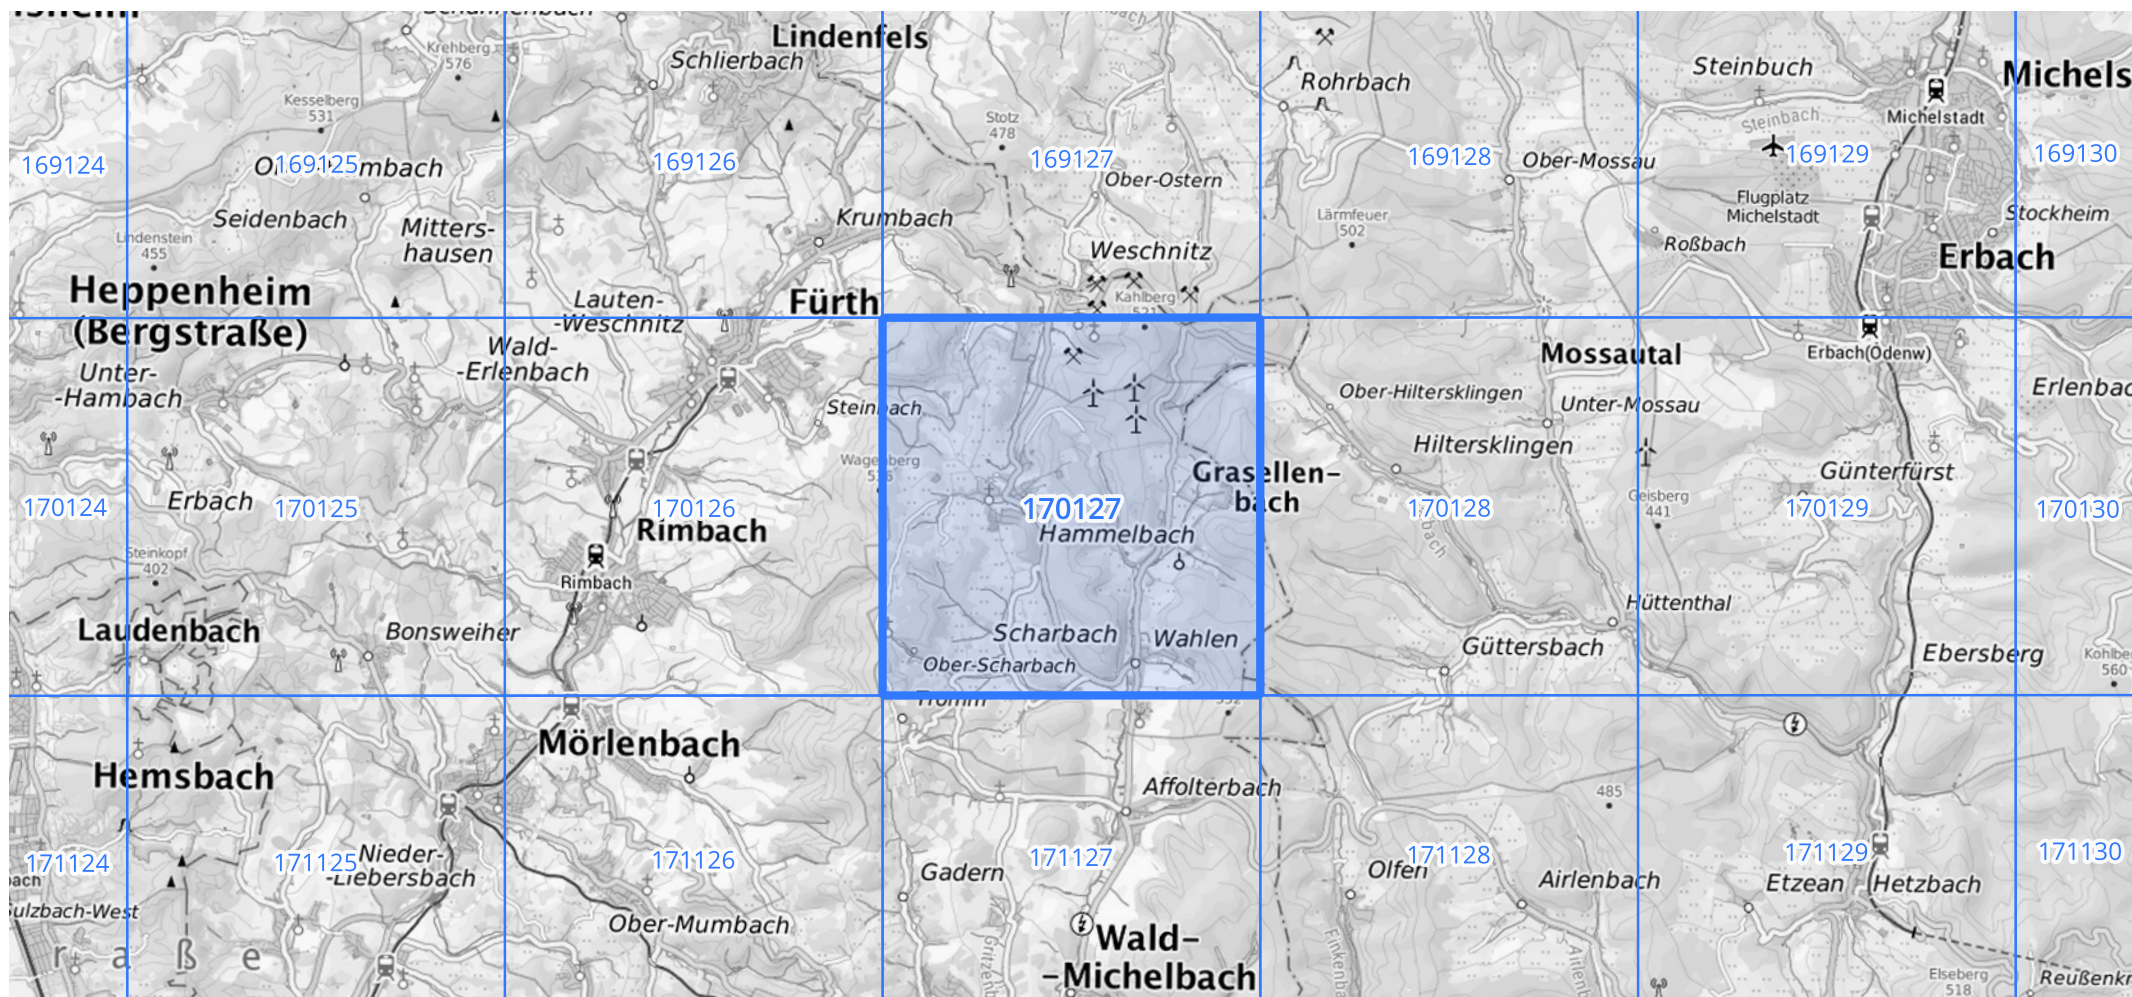 Lindenfels
Schlierbach
Krehberg
576
Kesselberg
531
Stotz
478
Rohrbach
Steinbuch
Michels
Michelstadt
Steinbach
169124
169125
169126
169127
169128
169129
169130
Ober-Mossau
Ober-Ostern
Flugplatz
Michelstadt
Seidenbach
Mitters-
hausen
Krumbach
Lärmfeuer
502
Stockheim
Lindenstein
455
Weschnitz
Roßbach
Erbach
Heppenheim
(Bergstraße)
Lauten-
-Weschnitz
Fürth
Kahlberg
521
Unter-
-Hambach
Wald-
-Erlenbach
Mossautal
Erbach(Odenw)
Steinbach
Ober-Hiltersklingen
Unter-Mossau
Erlenbac
Hiltersklingen
Grasellen-
bach
Günterfürst
Erbach
Geisberg
441
170124
170125
170126
170127
170128
170129
170130
Rimbach
Hammelbach
Steinkopf
402
Rimbach
Laudenbach
Bonsweiher
Scharbach
Wahlen
Ober-Scharbach
Hüttenthal
Güttersbach
Ebersberg
560
Mörlenbach
Hemsbach
Affolterbach
485
171124
171125
171126
171127
171128
171129
171130
Nieder-
-Liebersbach
Gadern
Olfen
Airlenbach
Etzean
Hetzbach
ulzbach-West
Ober-Mumbach
Wald-
-Michelbach
r a ß e
Elseberg
518